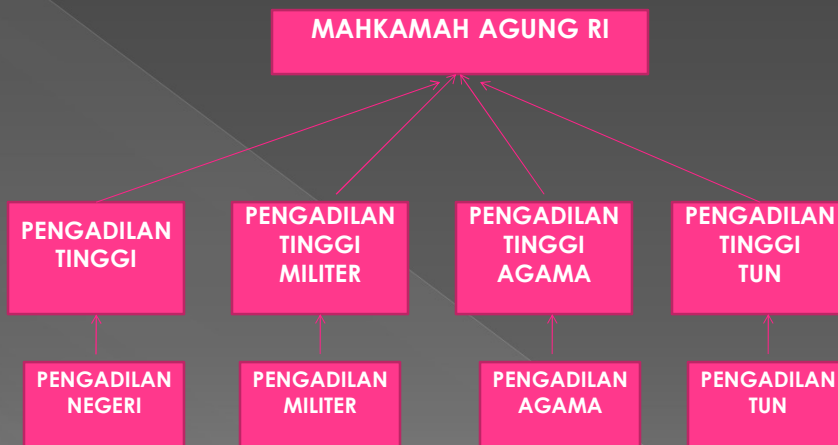 MAHKAMAH AGUNG RI
PENGADILAN
TINGGI
PENGADILAN
TINGGI
MILITER
PENGADILAN
TINGGI
AGAMA
PENGADILAN
TINGGI
TUN
PENGADILAN
NEGERI
PENGADILAN
MILITER
PENGADILAN
AGAMA
PENGADILAN
TUN